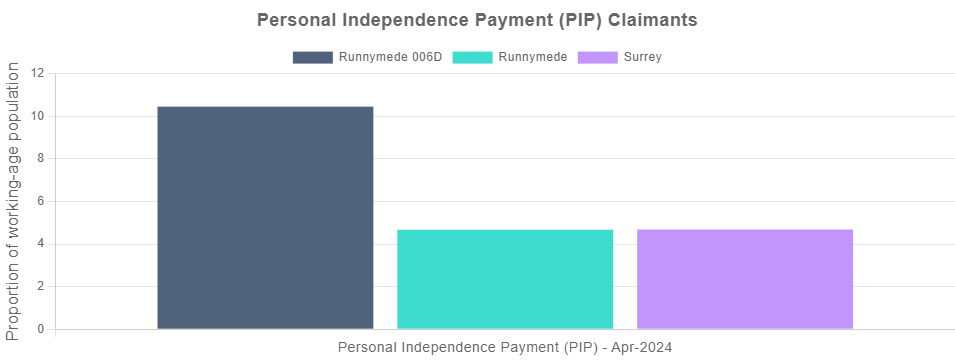 Personal Independence Payment (PIP) Claimants
Runnymede 006D Runnymede Surrey
Proportion of working-age population
12
10
8
6
4
2
0
Personal Independence Payment (PIP) - Apr-2024